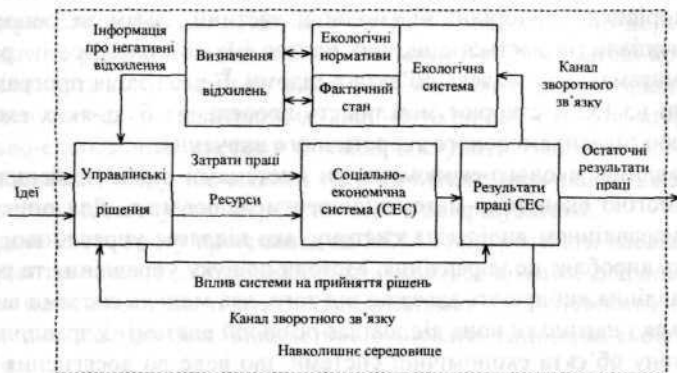 Інформація
про негативні
відхилення
Визначення
відхилень
Екологічні
нормативи
Фактичний
стан
Екологічна
система
Канал
зворотного
зв'язку
Ідеї
Управлінські
рішення
Затрати праці
Ресурси
Соціально-
економічна
система (СЕС)
Результати
праці СЕС
Остаточні
результати
праці
Вплив системи на прийняття рішень
Канал зворотного зв'язку
Навколишнє середовище